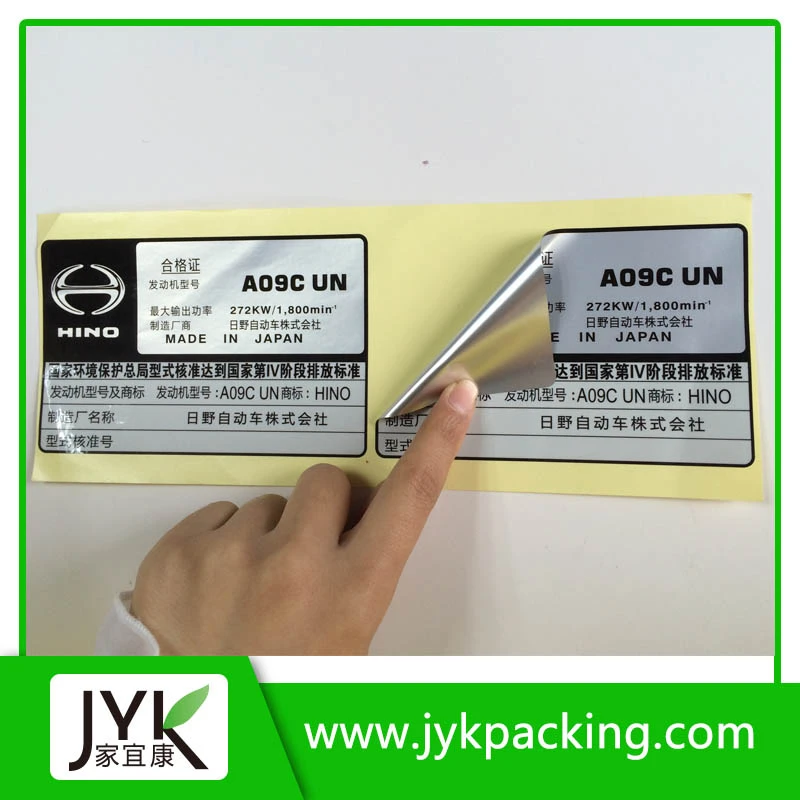 合格证
发动机型号 A09C UN
最大输出功率 272KW/1,800min⁻¹
制造厂商 日野自动车株式会社
MADE IN JAPAN
HINO
国家环境保护总局型式核准达到国家第IV阶段排放标准
发动机型号及商标 发动机型号:A09C UN 商标:HINO
制造厂名称 日野自动车株式会社
型式核准号
A09C UN
272KW/1,800min⁻¹
日野自动车株式会社
MADE IN JAPAN
达到国家第IV阶段排放标准
标 发动机型号:A09C UN 商标:HINO
制造厂 日野自动车株式会社
型式
JYK
家宜康
www.jykpacking.com